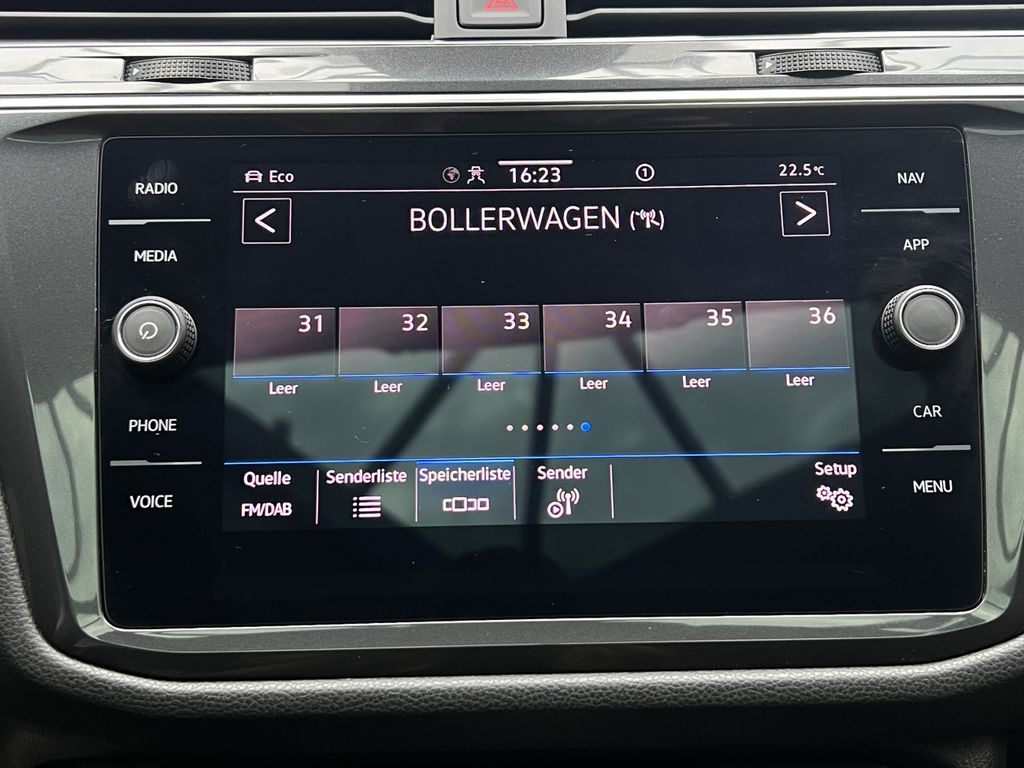 RADIO
MEDIA
PHONE
VOICE
Eco
16:23
1
22.5°C
< BOLLERWAGEN >
31 32 33 34 35 36
Leer Leer Leer Leer Leer Leer
Quelle Senderliste Speicherliste Sender Setup
FM/DAB
NAV
APP
CAR
MENU